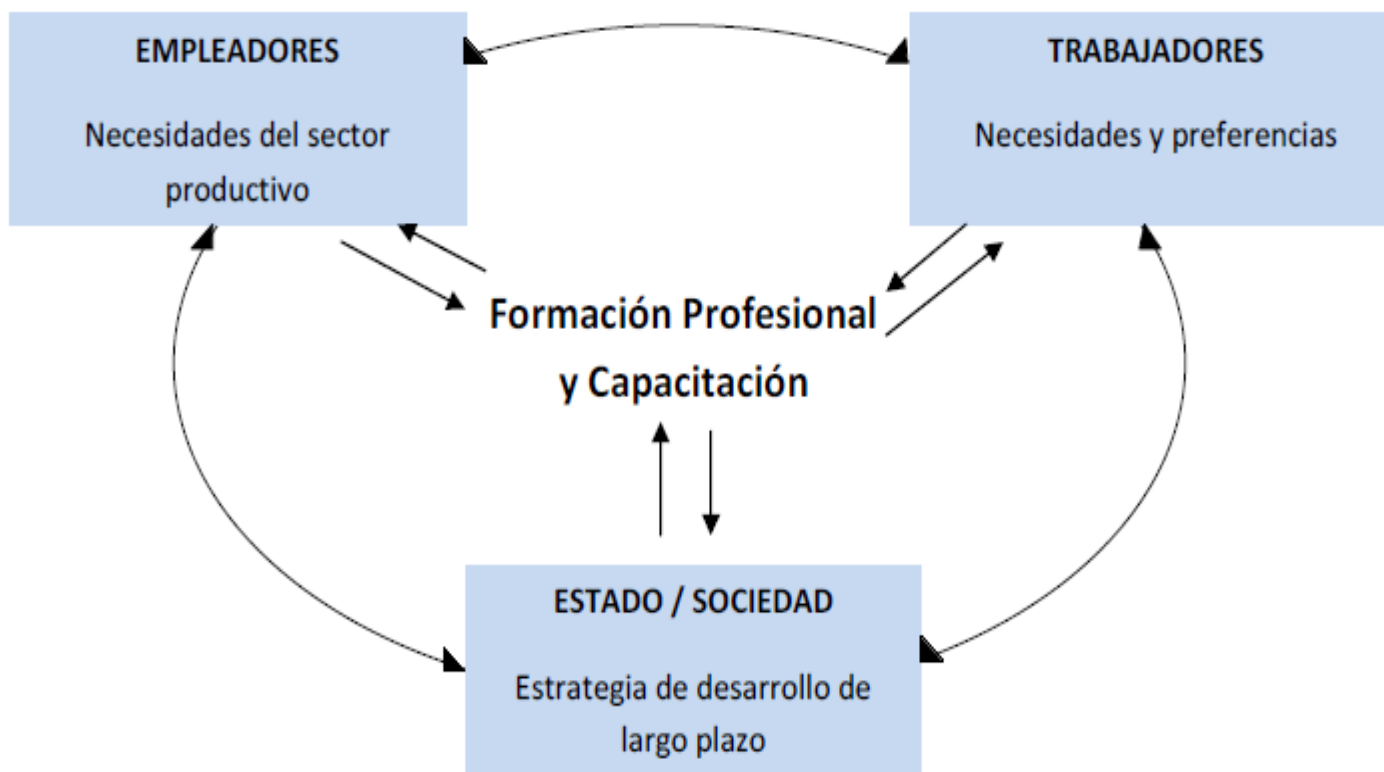 EMPLEADORES
Necesidades del sector
productivo
TRABAJADORES
Necesidades y preferencias
Formación Profesional
y Capacitación
ESTADO / SOCIEDAD
Estrategia de desarrollo de
largo plazo